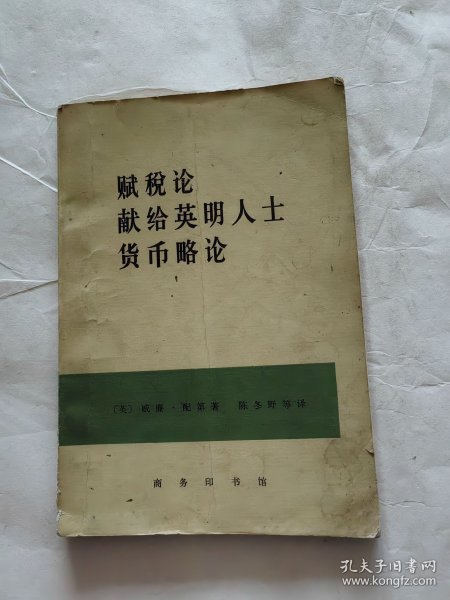 赋税论
献给英明人士
货币略论
〔英〕威廉·配第著 陈冬野等译
商务印书馆
孔夫子旧书网
www.kongfz.com